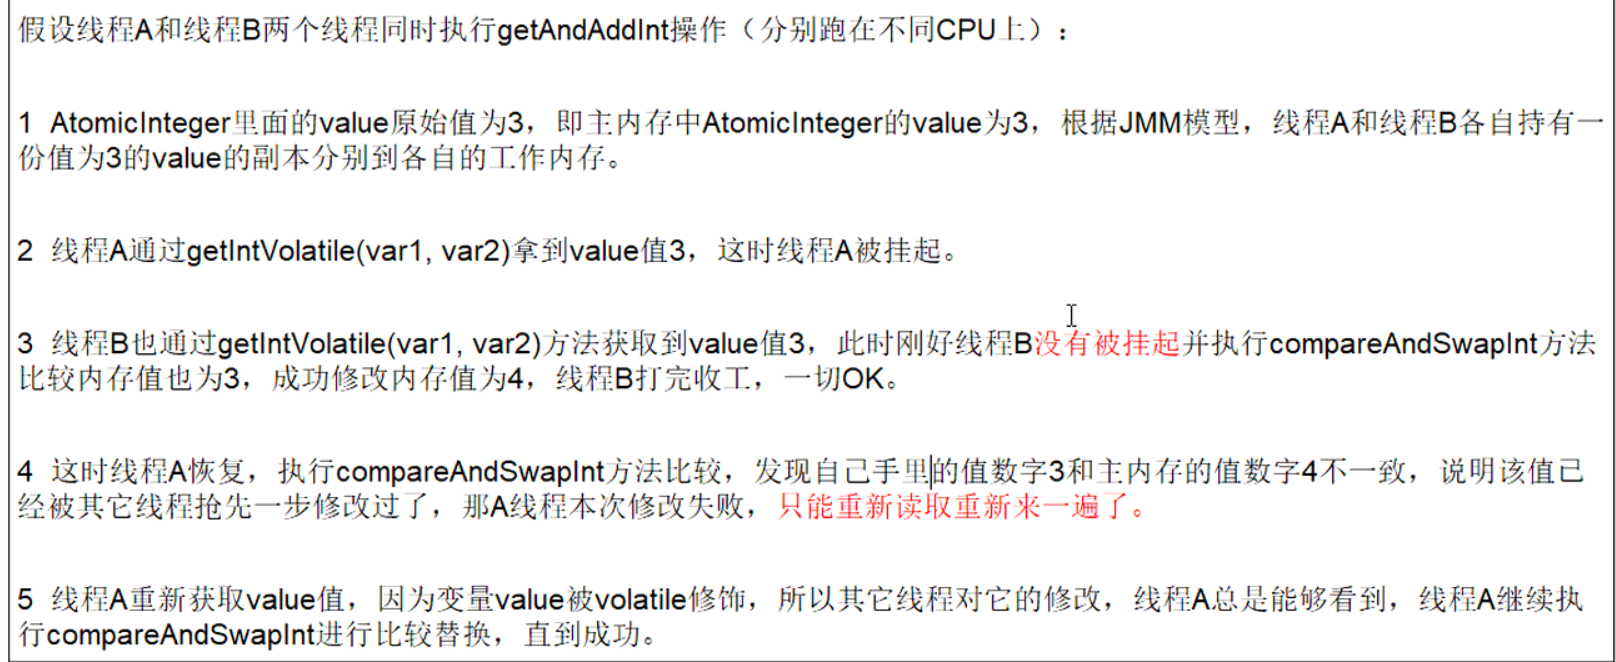 假设线程A和线程B两个线程同时执行getAndAddInt操作（分别跑在不同CPU上）：
1 AtomicInteger里面的value原始值为3，即主内存中AtomicInteger的value为3，根据JMM模型，线程A和线程B各自持有一
份值为3的value的副本分别到各自的工作内存。
2 线程A通过getIntVolatile(var1, var2)拿到value值3，这时线程A被挂起。
3 线程B也通过getIntVolatile(var1, var2)方法获取到value值3，此时刚好线程B没有被挂起并执行compareAndSwapInt方法
比较内存值也为3，成功修改内存值为4，线程B打完收工，一切OK。
4 这时线程A恢复，执行compareAndSwapInt方法比较，发现自己手里的值数字3和主内存的值数字4不一致，说明该值已
经被其它线程抢先一步修改过了，那A线程本次修改失败，只能重新读取重新来一遍了。
5 线程A重新获取value值，因为变量value被volatile修饰，所以其它线程对它的修改，线程A总是能够看到，线程A继续执
行compareAndSwapInt进行比较替换，直到成功。